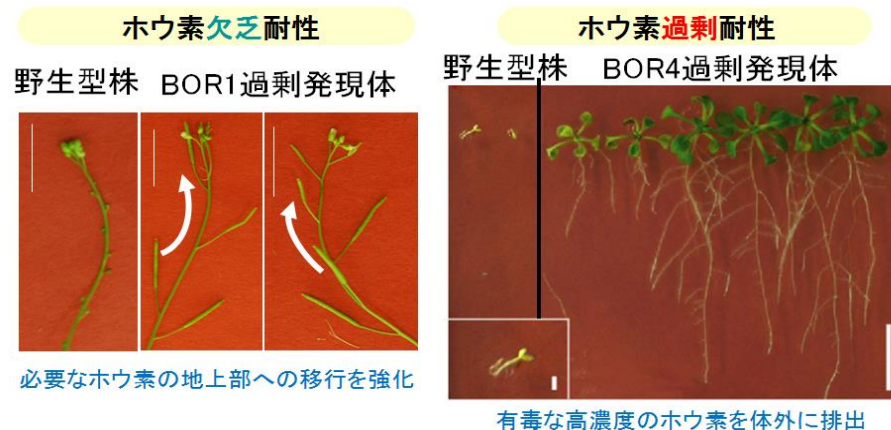 ホウ素欠乏耐性
野生型株 BOR1過剰発現体
必要なホウ素の地上部への移行を強化
ホウ素過剰耐性
野生型株 BOR4過剰発現体
有毒な高濃度のホウ素を体外に排出